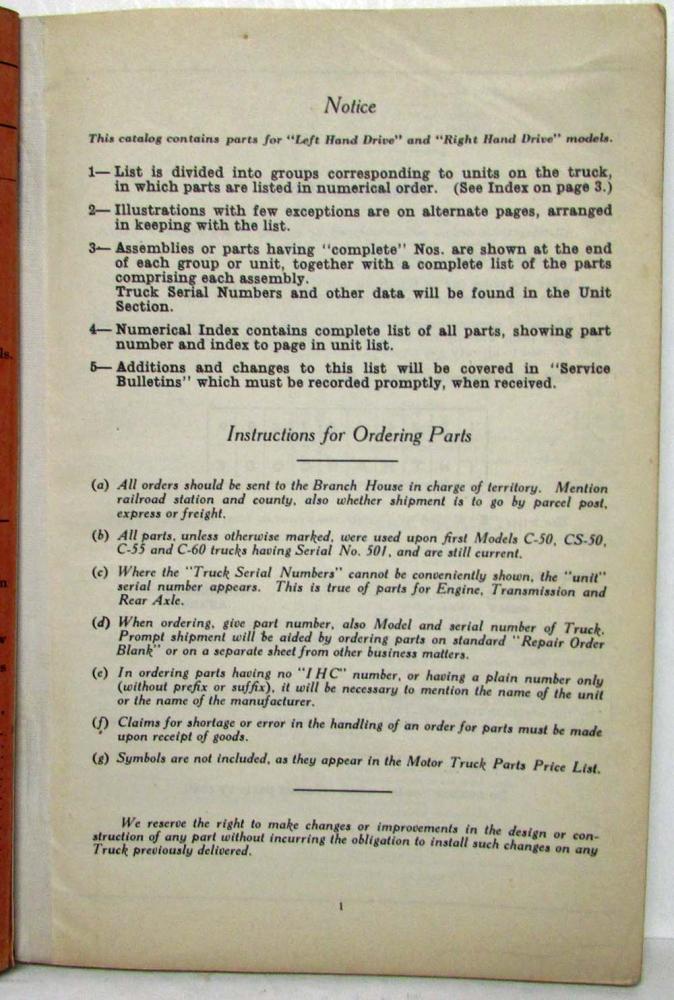 Notice
This catalog contains parts for "Left Hand Drive" and "Right Hand Drive" models.
1— List is divided into groups corresponding to units on the truck,
in which parts are listed in numerical order. (See Index on page 3.)
2— Illustrations with few exceptions are on alternate pages, arranged
in keeping with the list.
3— Assemblies or parts having "complete" Nos. are shown at the end
of each group or unit, together with a complete list of the parts
comprising each assembly.
Truck Serial Numbers and other data will be found in the Unit
Section.
4— Numerical Index contains complete list of all parts, showing part
number and index to page in unit list.
5— Additions and changes to this list will be covered in "Service
Bulletins" which must be recorded promptly, when received.
Instructions for Ordering Parts
(a) All orders should be sent to the Branch House in charge of territory. Mention
railroad station and county, also whether shipment is to go by parcel post,
express or freight.
(b) All parts, unless otherwise marked, were used upon first Models C-50, CS-50,
C-55 and C-60 trucks having Serial No. 501, and are still current.
(c) Where the "Truck Serial Numbers" cannot be conveniently shown, the "unit"
serial number appears. This is true of parts for Engine, Transmission and
Rear Axle.
(d) When ordering, give part number, also Model and serial number of Truck.
Prompt shipment will be aided by ordering parts on standard "Repair Order
Blank" or on a separate sheet from other business matters.
(e) In ordering parts having no "IHC" number, or having a plain number only
(without prefix or suffix), it will be necessary to mention the name of the unit
or the name of the manufacturer.
(f) Claims for shortage or error in the handling of an order for parts must be made
upon receipt of goods.
(g) Symbols are not included, as they appear in the Motor Truck Parts Price List.
We reserve the right to make changes or improvements in the design or con-
struction of any part without incurring the obligation to install such changes on any
Truck previously delivered.
1